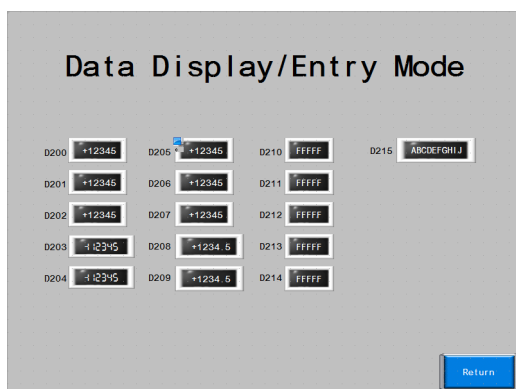 Data Display/Entry Mode
D200 +12345 D205 +12345 D210 FFFFF D215 ABCDEFGHIJ
D201 +12345 D206 +12345 D211 FFFFF
D202 +12345 D207 +12345 D212 FFFFF
D203 +12345 D208 +1234.5 D213 FFFFF
D204 +12345 D209 +1234.5 D214 FFFFF
Return